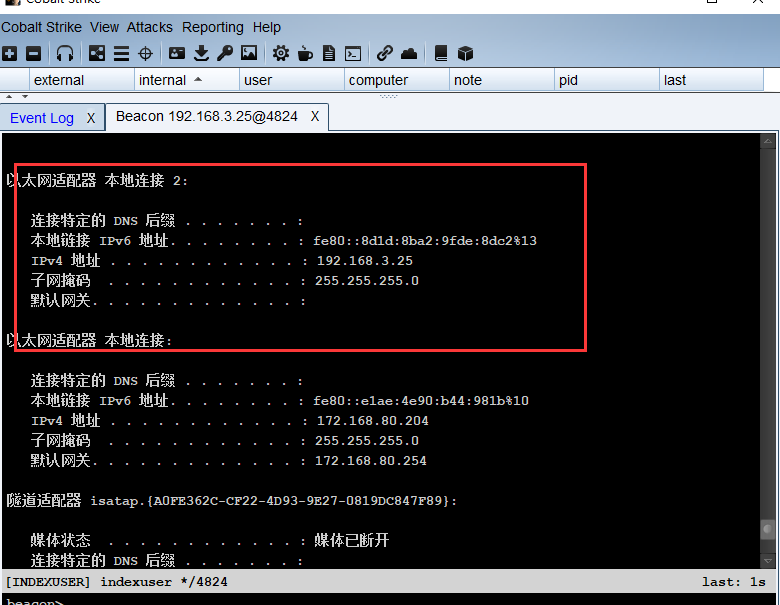 Cobalt Strike
Cobalt Strike View Attacks Reporting Help
external internal user computer note pid last
Event Log X Beacon 192.168.3.25@4824 X
以太网适配器 本地连接 2:
连接特定的 DNS 后缀 . . . . . . . :
本地链接 IPv6 地址. . . . . . . . : fe80::8d1d:8ba2:9fde:8dc2%13
IPv4 地址 . . . . . . . . . . . . : 192.168.3.25
子网掩码 . . . . . . . . . . . . : 255.255.255.0
默认网关. . . . . . . . . . . . . :
以太网适配器 本地连接:
连接特定的 DNS 后缀 . . . . . . . :
本地链接 IPv6 地址. . . . . . . . : fe80::e1ae:4e90:b44:981b%10
IPv4 地址 . . . . . . . . . . . . : 172.168.80.204
子网掩码 . . . . . . . . . . . . : 255.255.255.0
默认网关. . . . . . . . . . . . . : 172.168.80.254
隧道适配器 isatap.{A0FE362C-CF22-4D93-9E27-0819DC847F89}:
媒体状态 . . . . . . . . . . . . : 媒体已断开
连接特定的 DNS 后缀 . . . . . . . :
[INDEXUSER] indexuser */4824 last: 1s
beacon>